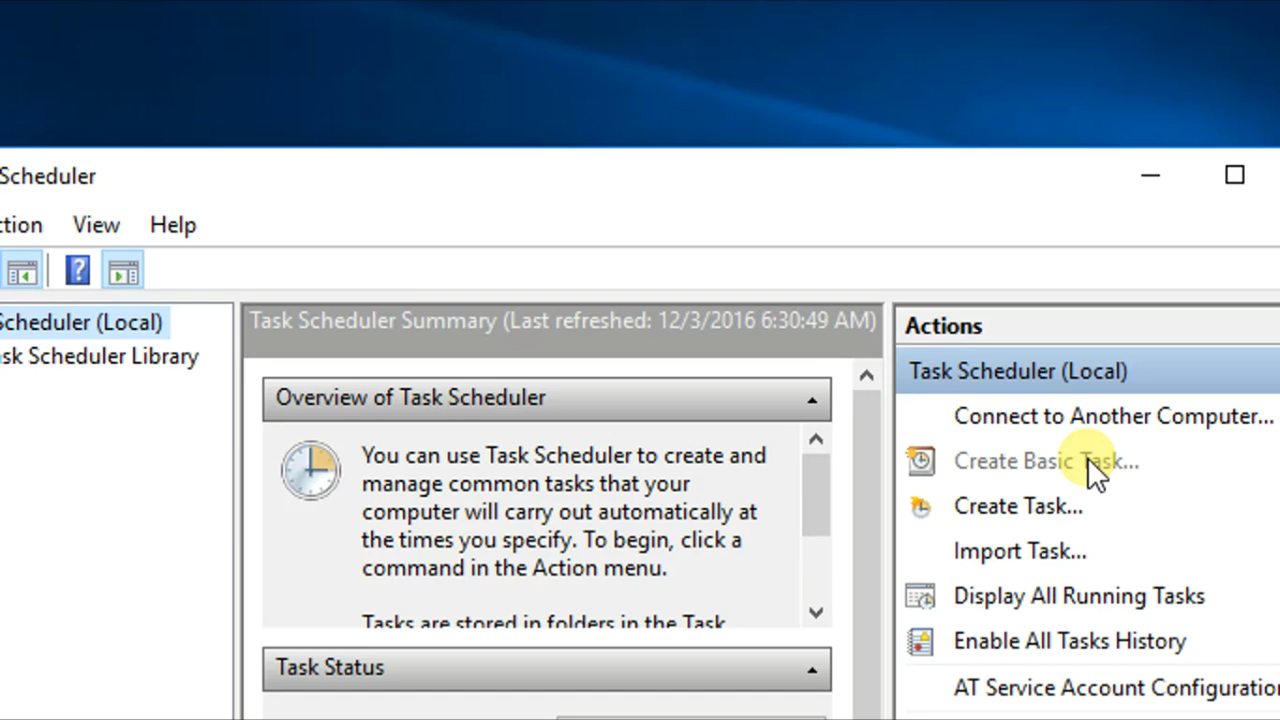 Scheduler
ction View Help
?
Scheduler (Local)
sk Scheduler Library
Task Scheduler Summary (Last refreshed: 12/3/2016 6:30:49 AM)
Overview of Task Scheduler
You can use Task Scheduler to create and
manage common tasks that your
computer will carry out automatically at
the times you specify. To begin, click a
command in the Action menu.
Tasks are stored in folders in the Task
Task Status
Actions
Task Scheduler (Local)
Connect to Another Computer...
Create Basic Task...
Create Task...
Import Task...
Display All Running Tasks
Enable All Tasks History
AT Service Account Configuration